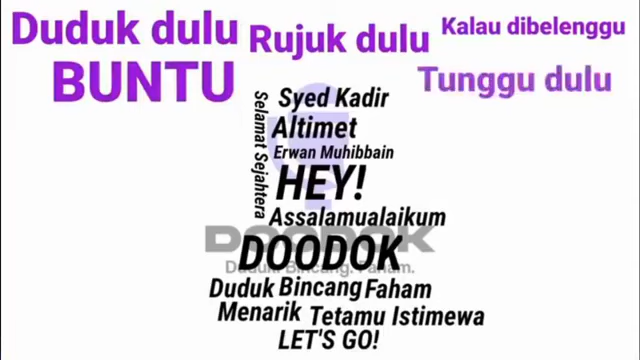 Duduk dulu Rujuk dulu Kalau dibelenggu
BUNTU Tunggu dulu
Selamat Sejahtera
Syed Kadir
Altimet
Erwan Muhibbain
HEY!
Assalamualaikum
DOODOK
DOODOK
Duduk. Bincang. Faham.
Duduk Bincang Faham
Menarik Tetamu Istimewa
LET'S GO!